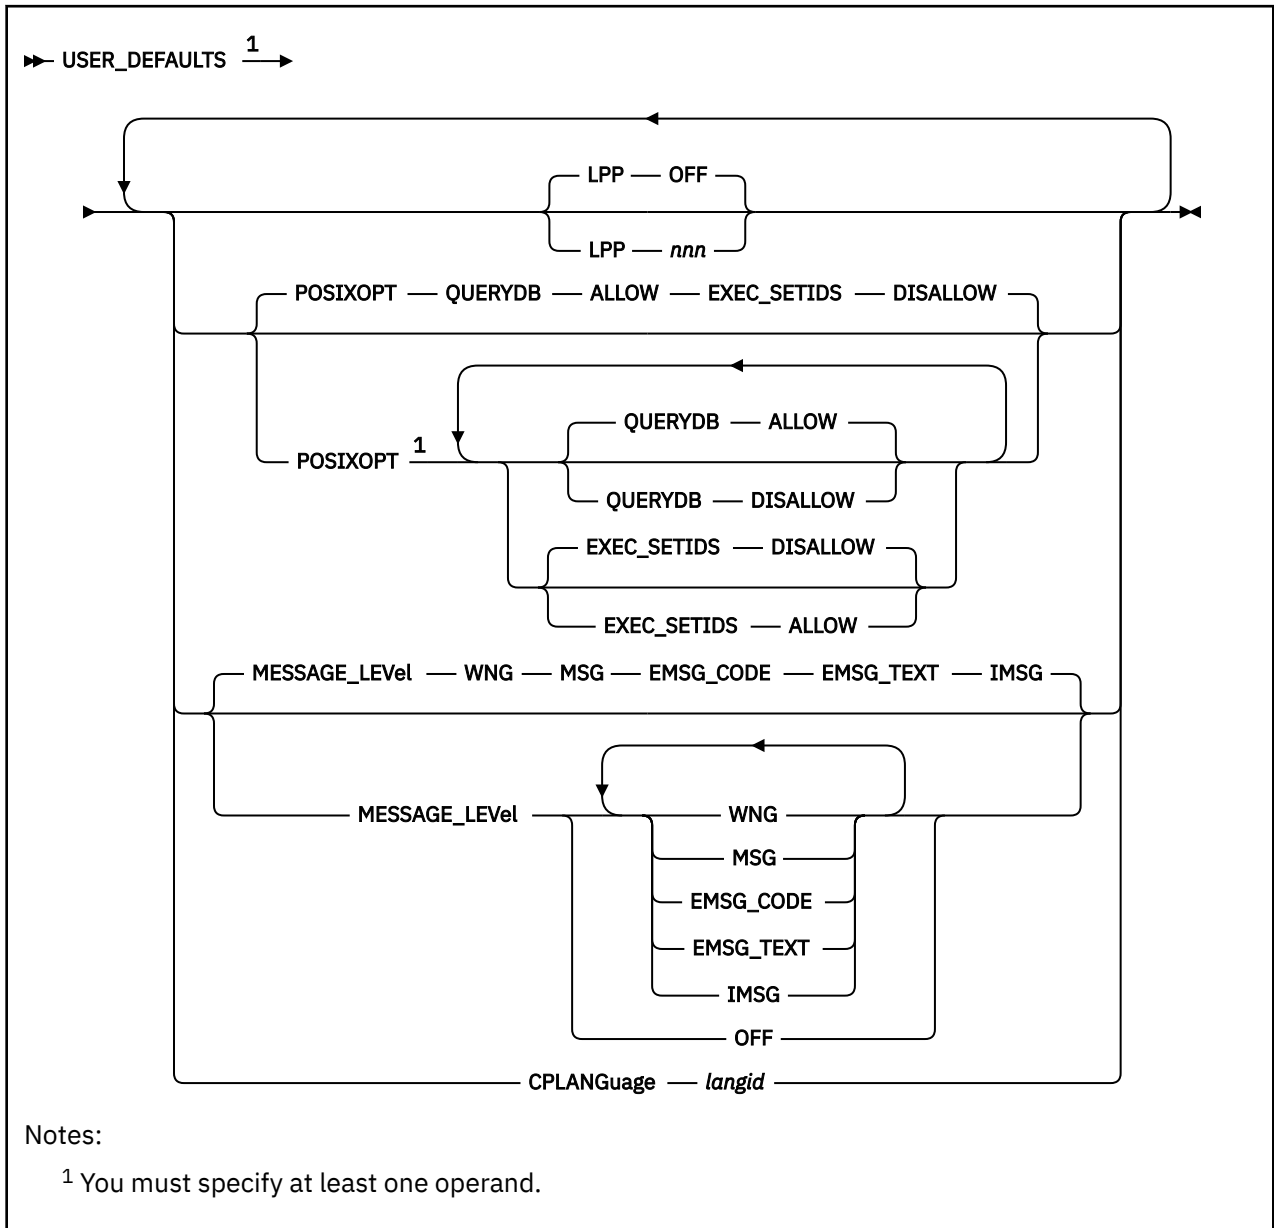 USER_DEFAULTS 1
LPP OFF
LPP nnn
POSIXOPT QUERYDB ALLOW EXEC_SETIDS DISALLOW
QUERYDB ALLOW
POSIXOPT 1
QUERYDB DISALLOW
EXEC_SETIDS DISALLOW
EXEC_SETIDS ALLOW
MESSAGE_LEVel WNG MSG EMSG_CODE EMSG_TEXT IMSG
MESSAGE_LEVel WNG
MSG
EMSG_CODE
EMSG_TEXT
IMSG
OFF
CPLANGuage langid
Notes:
1 You must specify at least one operand.